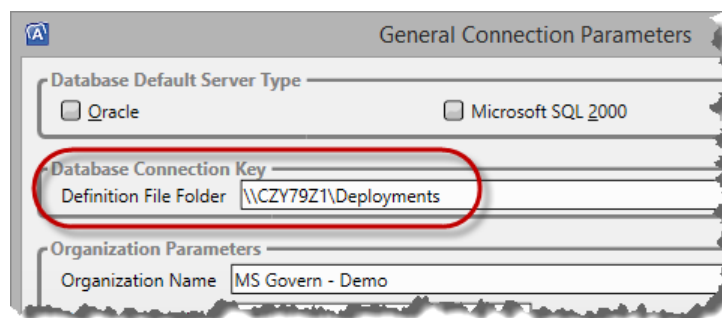 General Connection Parameters
Database Default Server Type
Oracle Microsoft SQL 2000
Database Connection Key
Definition File Folder \\CZY79Z1\Deployments
Organization Parameters
Organization Name MS Govern - Demo